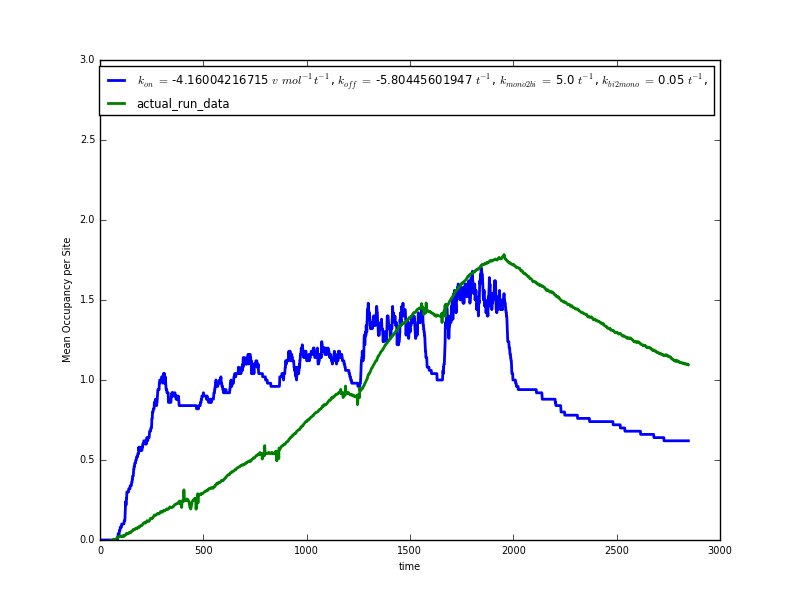 k_on = -4.16004216715 v mol^−1 t^−1, k_off = -5.80445601947 t^−1, k_mono2bi = 5.0 t^−1, k_bi2mono = 0.05 t^−1,
actual_run_data
3.0
2.5
2.0
1.5
1.0
0.5
0.0
Mean Occupancy per Site
0 500 1000 1500 2000 2500 3000
time